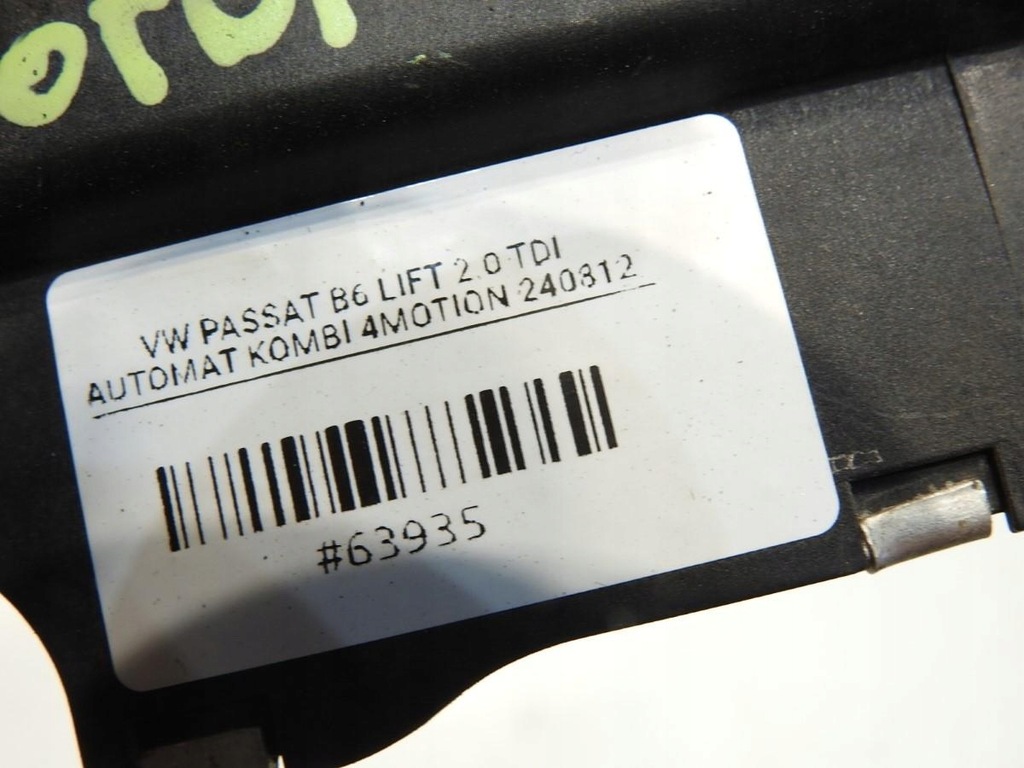 VW PASSAT B6 LIFT 2.0 TDI
AUTOMAT KOMBI 4MOTION 240812
#63935